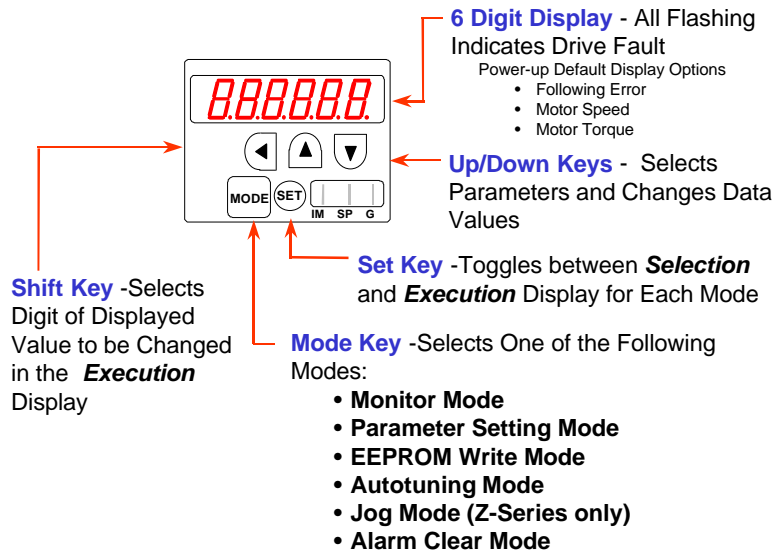 6 Digit Display - All Flashing
Indicates Drive Fault
Power-up Default Display Options
• Following Error
• Motor Speed
• Motor Torque
8.8.8.8.8.8.
MODE
SET
IM SP G
Up/Down Keys - Selects
Parameters and Changes Data
Values
Set Key -Toggles between Selection
and Execution Display for Each Mode
Shift Key -Selects
Digit of Displayed
Value to be Changed
in the Execution
Display
Mode Key -Selects One of the Following
Modes:
• Monitor Mode
• Parameter Setting Mode
• EEPROM Write Mode
• Autotuning Mode
• Jog Mode (Z-Series only)
• Alarm Clear Mode